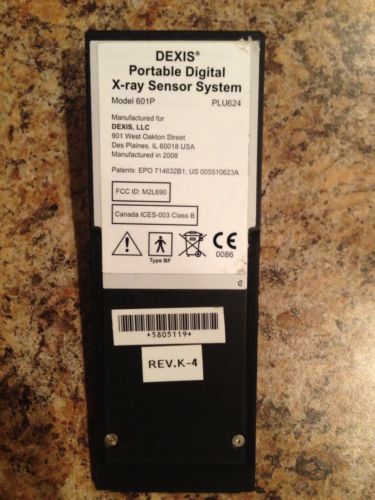 DEXIS®
Portable Digital
X-ray Sensor System
Model 601P PLU624
Manufactured for
DEXIS, LLC
901 West Oakton Street
Des Plaines, IL 60018 USA
Manufactured in 2008
Patents: EPO 714632B1; US 005510623A
FCC ID: M2L690
Canada ICES-003 Class B
Type BF
CE
0086
*5805119*
REV.K-4